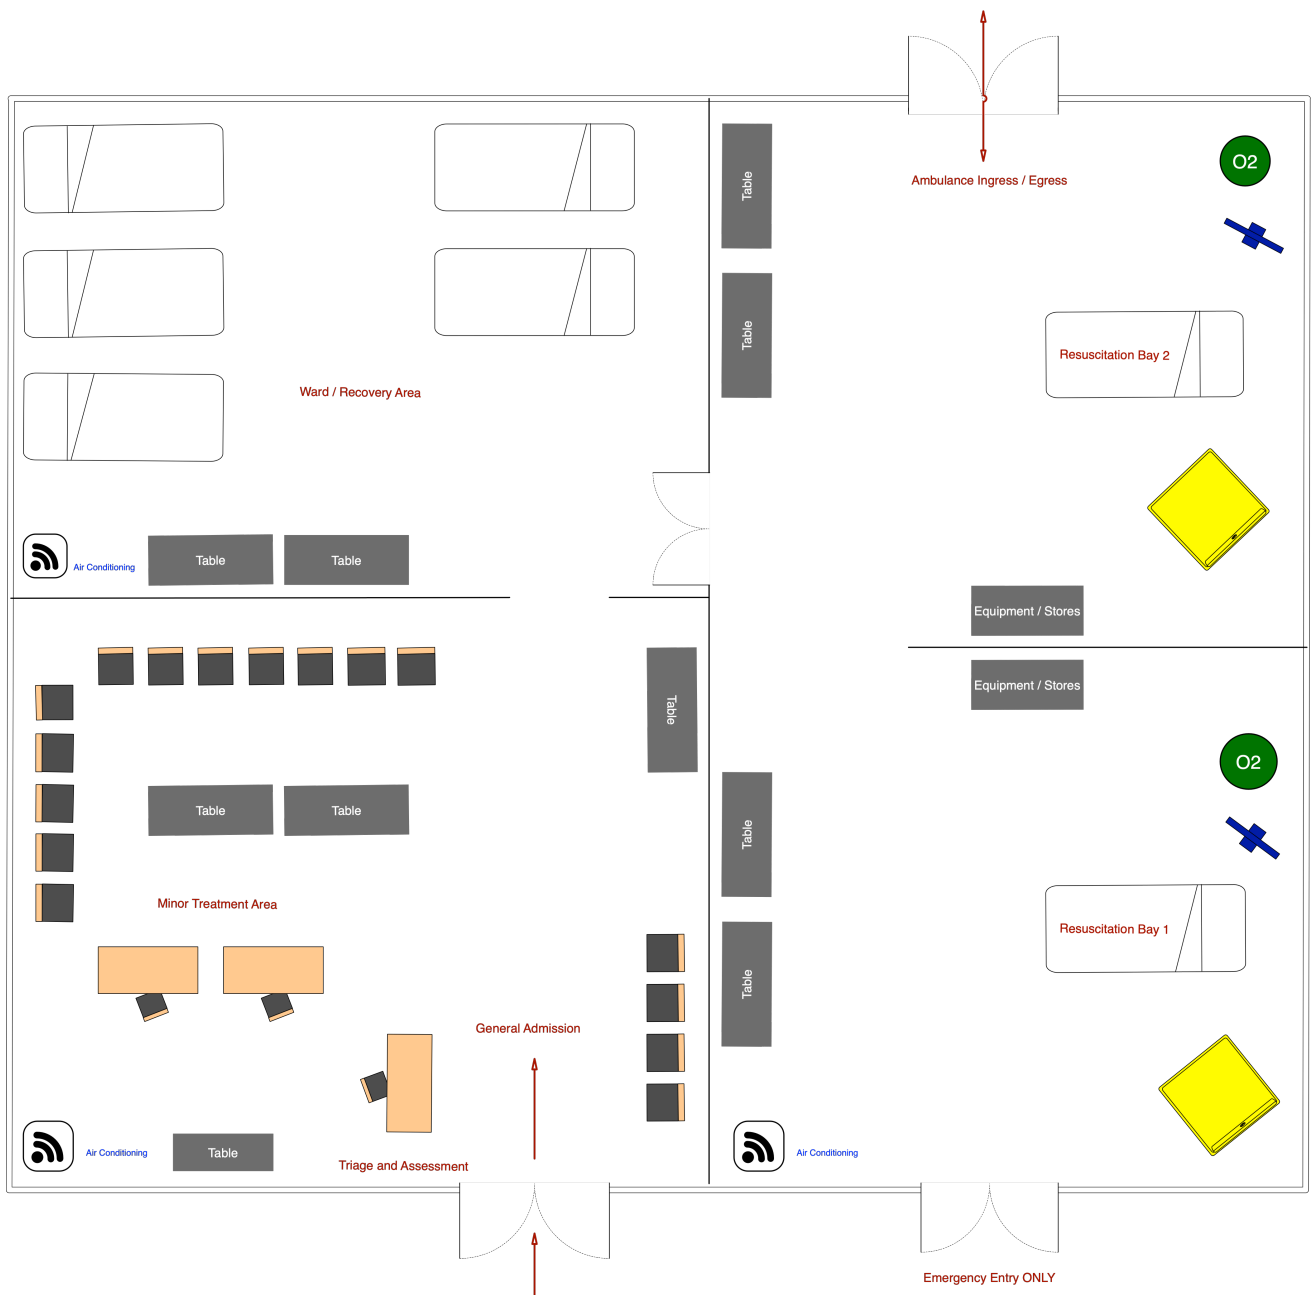 Ambulance Ingress / Egress
O2
Table
Table
Resuscitation Bay 2
Ward / Recovery Area
Air Conditioning
Table
Table
Equipment / Stores
Equipment / Stores
Table
O2
Table
Table
Table
Minor Treatment Area
Resuscitation Bay 1
Table
General Admission
Air Conditioning
Table
Triage and Assessment
Air Conditioning
Emergency Entry ONLY